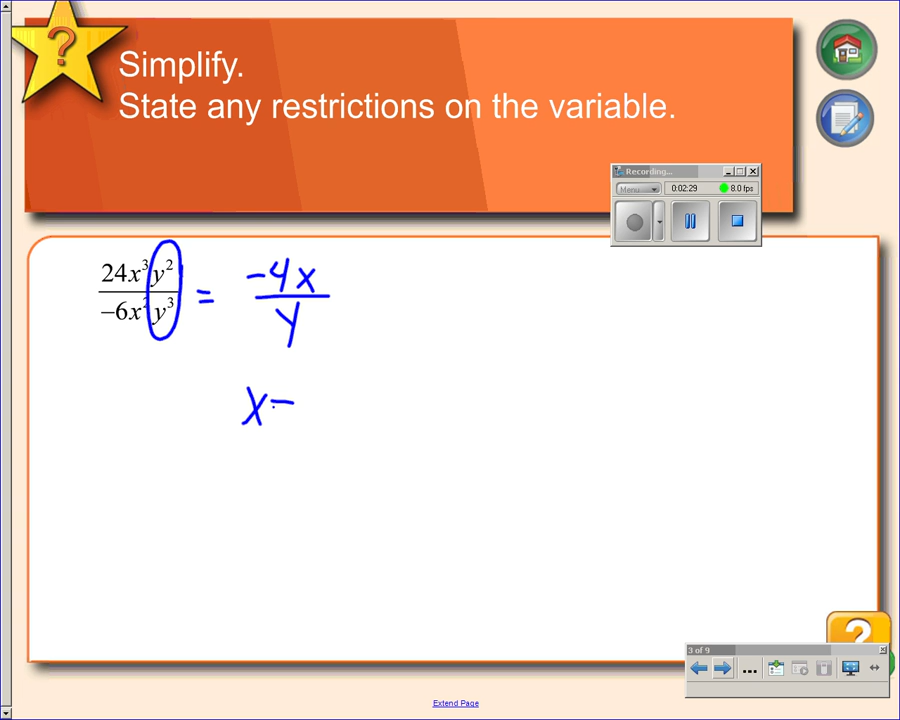 Simplify.
State any restrictions on the variable.
Recording...
Menu
0:02:29
8.0 fps
24x³y² / −6x²y³ = −4x / y
x=
3 of 9
...
Extend Page